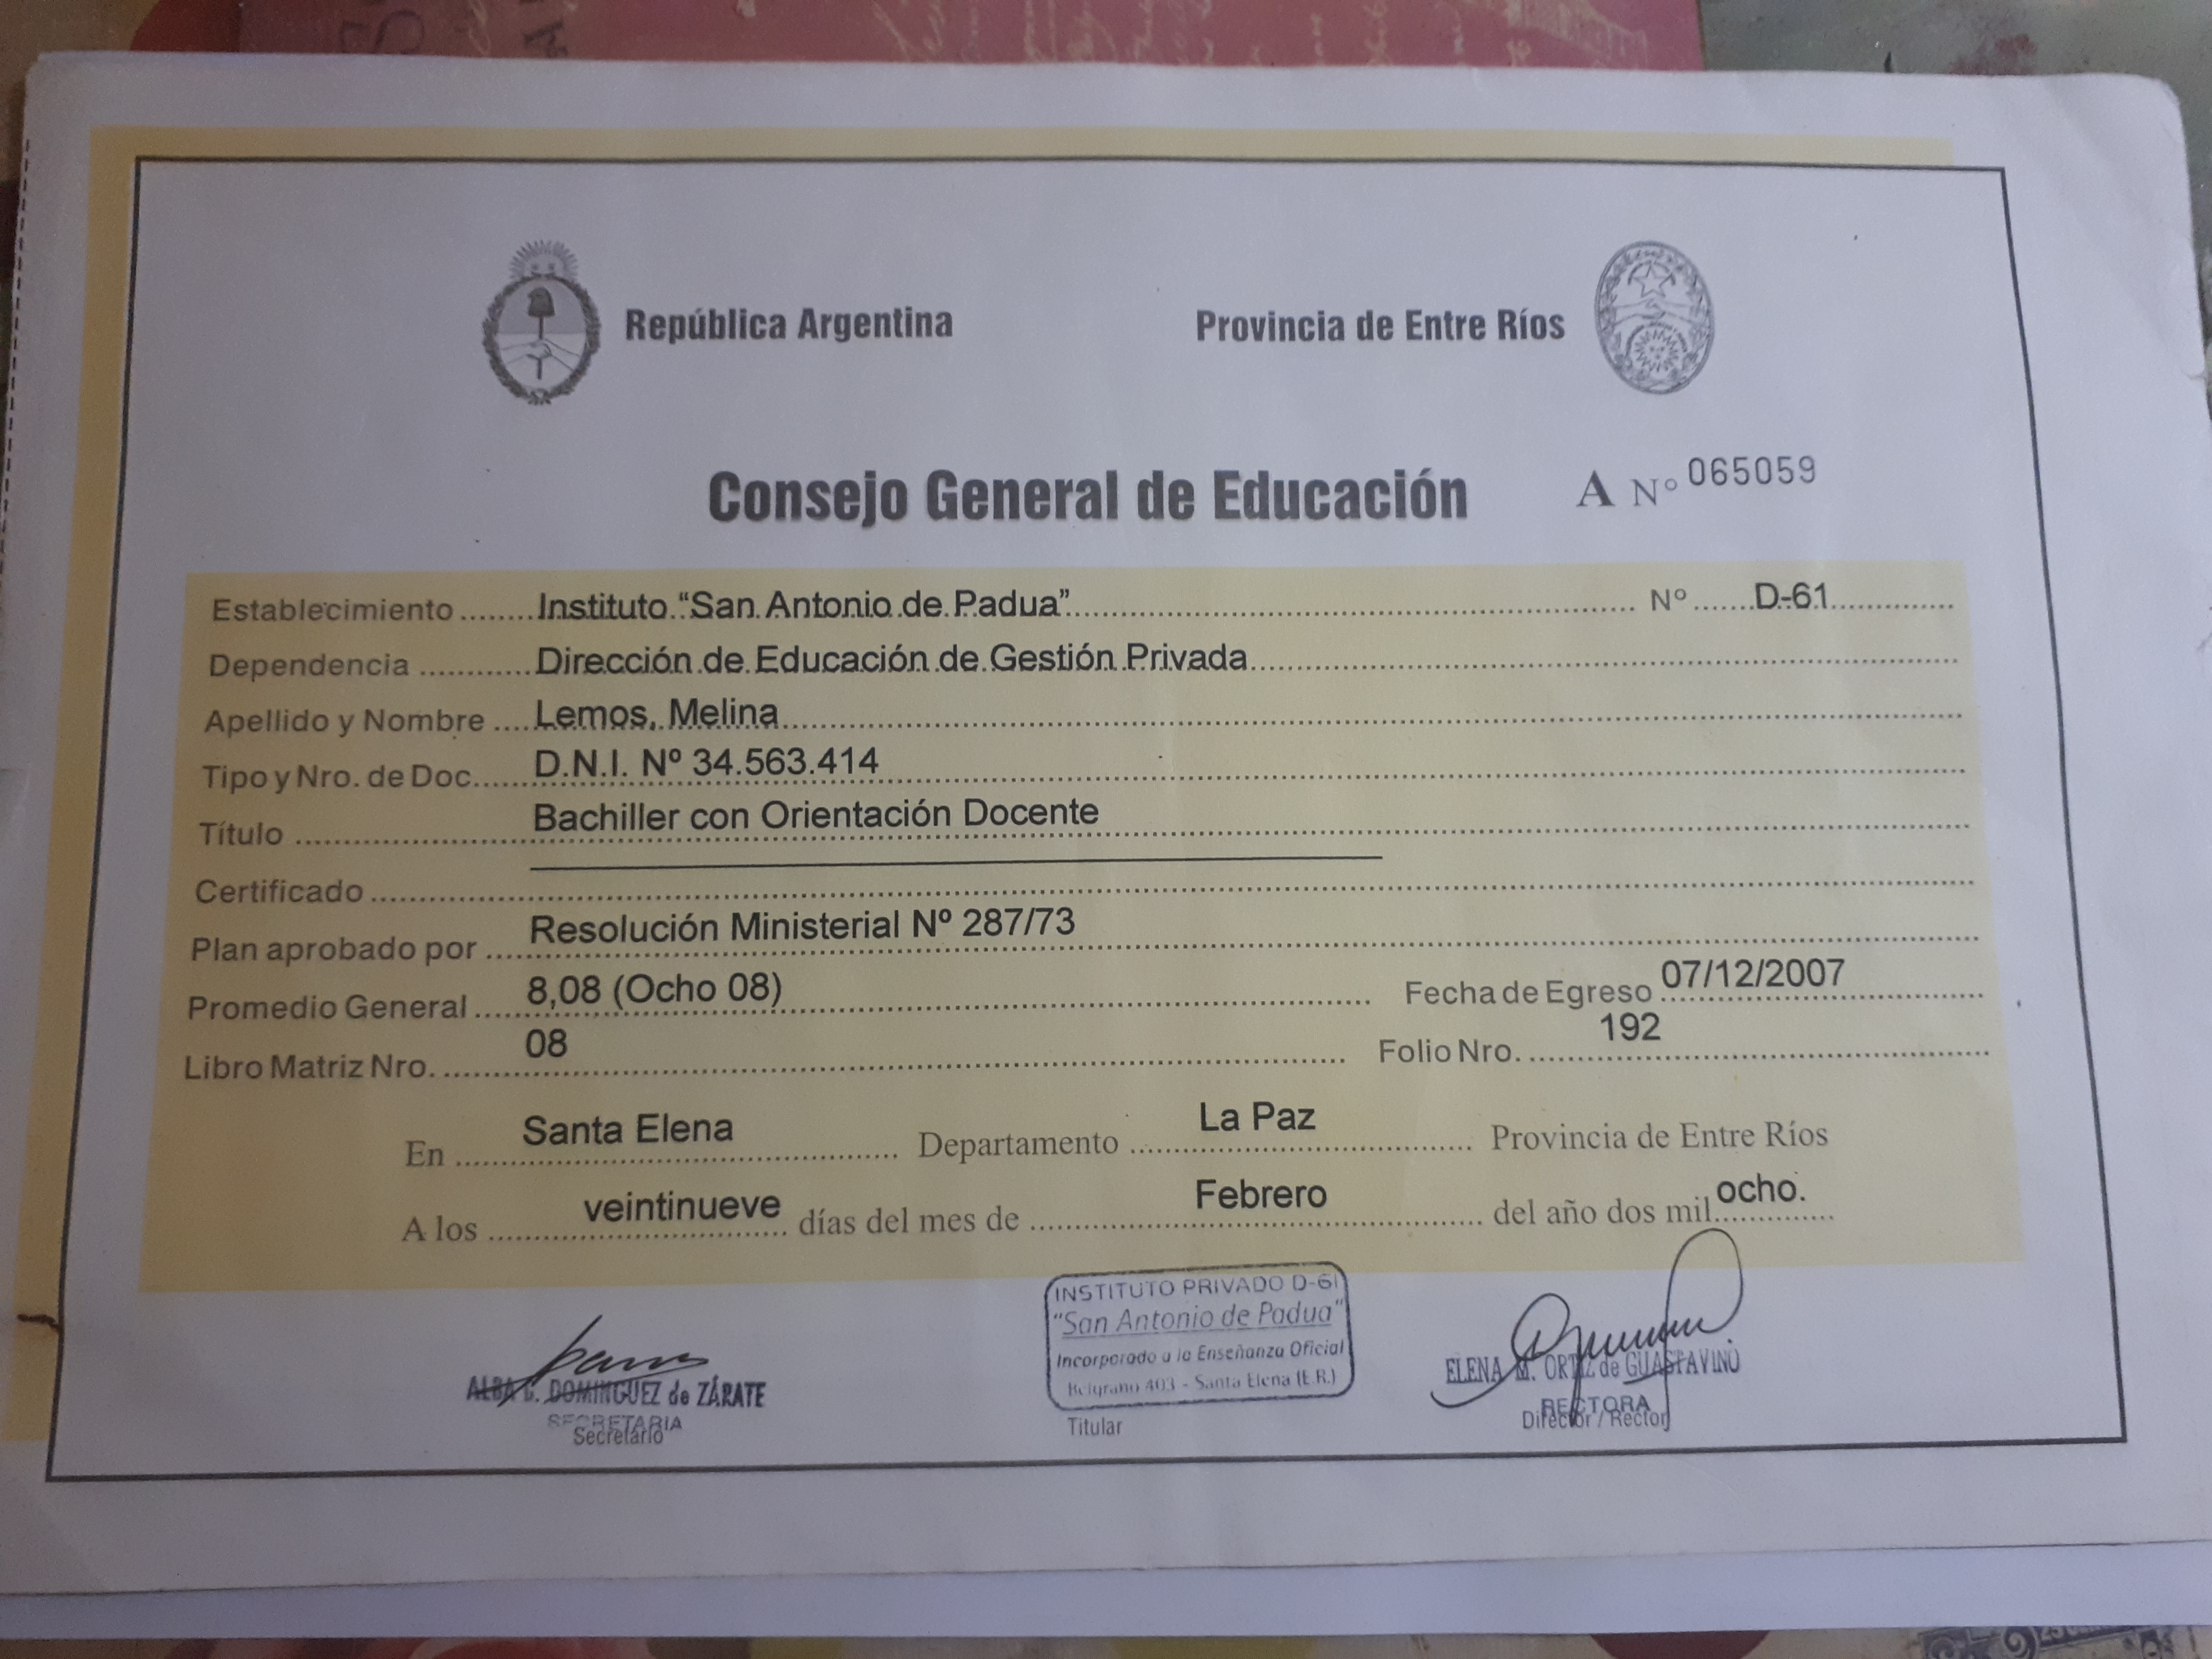 República Argentina
Provincia de Entre Ríos
Consejo General de Educación A Nº 065059
Establecimiento Instituto "San Antonio de Padua" Nº D-61
Dependencia Dirección de Educación de Gestión Privada
Apellido y Nombre Lemos, Melina
Tipo y Nro. de Doc. D.N.I. Nº 34.563.414
Título Bachiller con Orientación Docente
Certificado
Plan aprobado por Resolución Ministerial Nº 287/73
Promedio General 8,08 (Ocho 08) Fecha de Egreso 07/12/2007
Libro Matriz Nro. 08 Folio Nro. 192
En Santa Elena Departamento La Paz Provincia de Entre Ríos
A los veintinueve días del mes de Febrero del año dos mil ocho.
INSTITUTO PRIVADO D-61
"San Antonio de Padua"
Incorporado a la Enseñanza Oficial
Belgrano 403 - Santa Elena (E.R.)
Titular
ALBA C. DOMINGUEZ de ZÁRATE
SECRETARIA
Secretario
ELENA M. ORTIZ de GUASTAVINO
RECTORA
Director / Rector